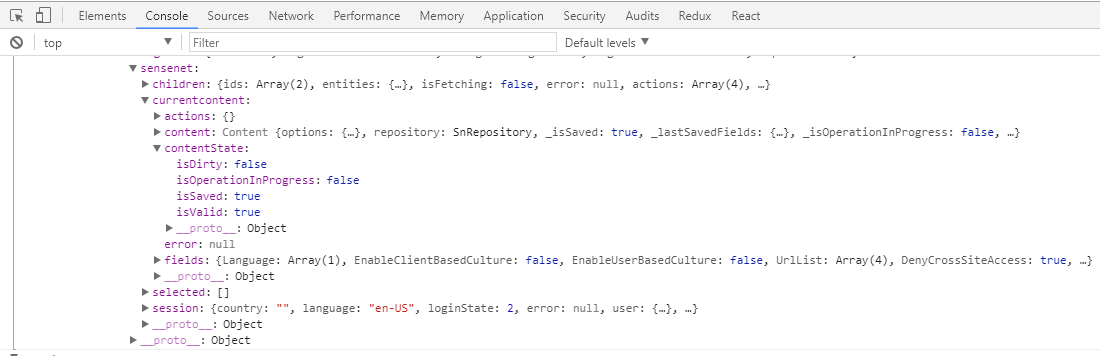 Elements Console Sources Network Performance Memory Application Security Audits Redux React
top Filter Default levels
sensenet:
children: {ids: Array(2), entities: {…}, isFetching: false, error: null, actions: Array(4), …}
currentcontent:
actions: {}
content: Content {options: {…}, repository: SnRepository, _isSaved: true, _lastSavedFields: {…}, _isOperationInProgress: false, …}
contentState:
isDirty: false
isOperationInProgress: false
isSaved: true
isValid: true
__proto__: Object
error: null
fields: {Language: Array(1), EnableClientBasedCulture: false, EnableUserBasedCulture: false, UrlList: Array(4), DenyCrossSiteAccess: true, …}
__proto__: Object
selected: []
session: {country: "", language: "en-US", loginState: 2, error: null, user: {…}, …}
__proto__: Object
__proto__: Object